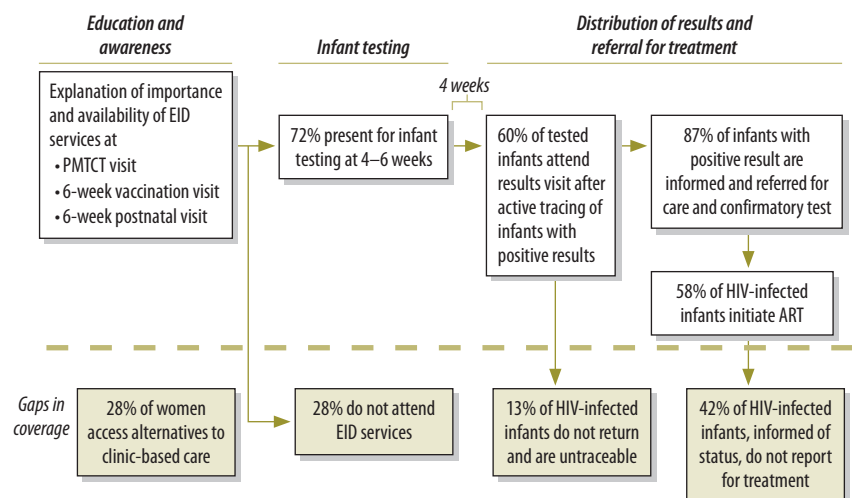 Education and
awareness
Infant testing
Distribution of results and
referral for treatment
4 weeks
Explanation of importance
and availability of EID
services at
• PMTCT visit
• 6-week vaccination visit
• 6-week postnatal visit
72% present for infant
testing at 4–6 weeks
60% of tested
infants attend
results visit after
active tracing of
infants with
positive results
87% of infants with
positive result are
informed and referred for
care and confirmatory test
58% of HIV-infected
infants initiate ART
Gaps in
coverage
28% of women
access alternatives to
clinic-based care
28% do not attend
EID services
13% of HIV-infected
infants do not return
and are untraceable
42% of HIV-infected
infants, informed of
status, do not report
for treatment